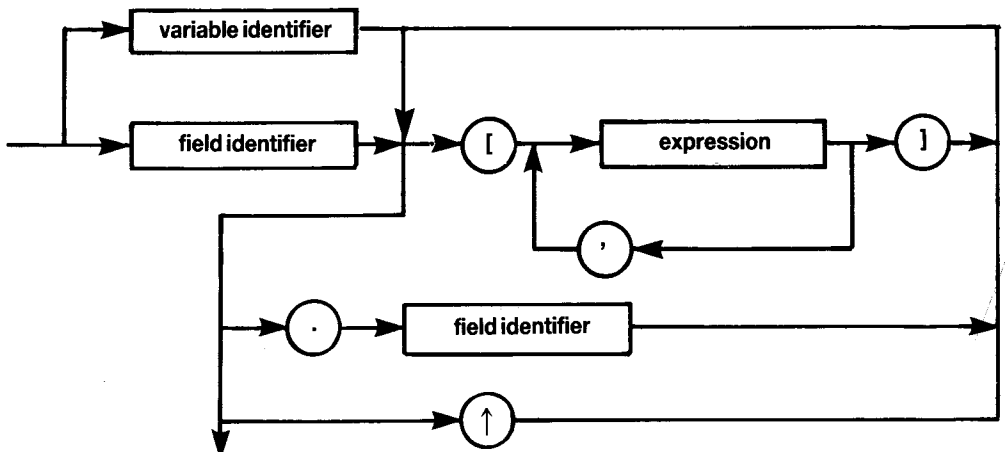 variable identifier
field identifier
[
expression
]
,
.
field identifier
↑